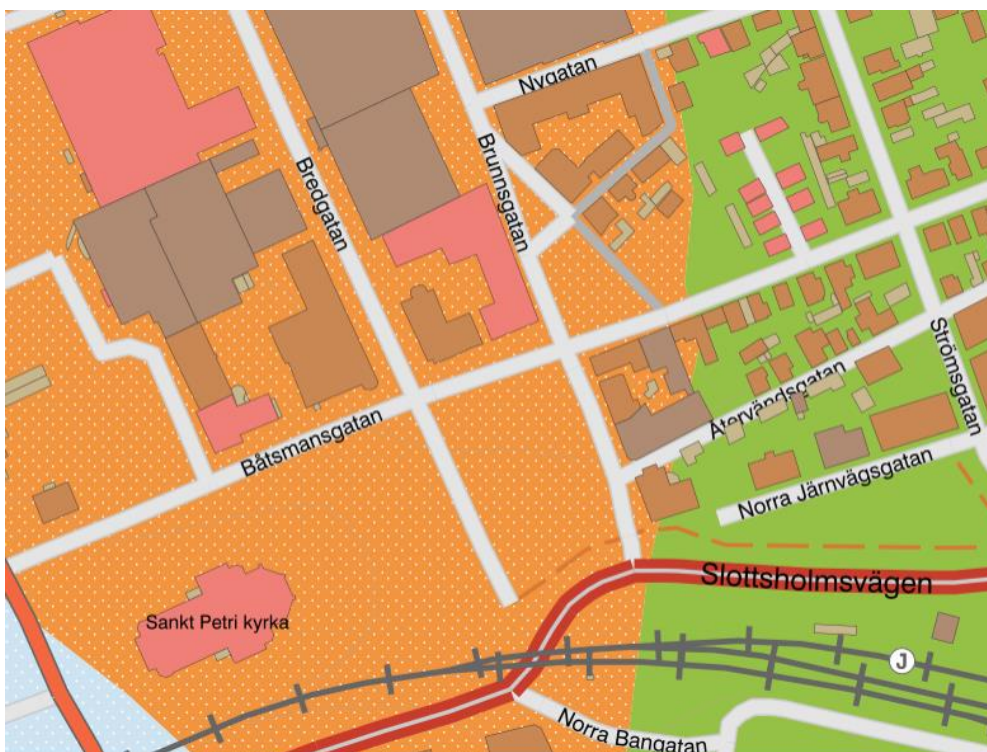 Nygatan
Brunnsgatan
Bredgatan
Strömsgatan
Återvändsgatan
Båtsmansgatan
Norra Järnvägsgatan
Slottsholmsvägen
Sankt Petri kyrka
J
Norra Bangatan